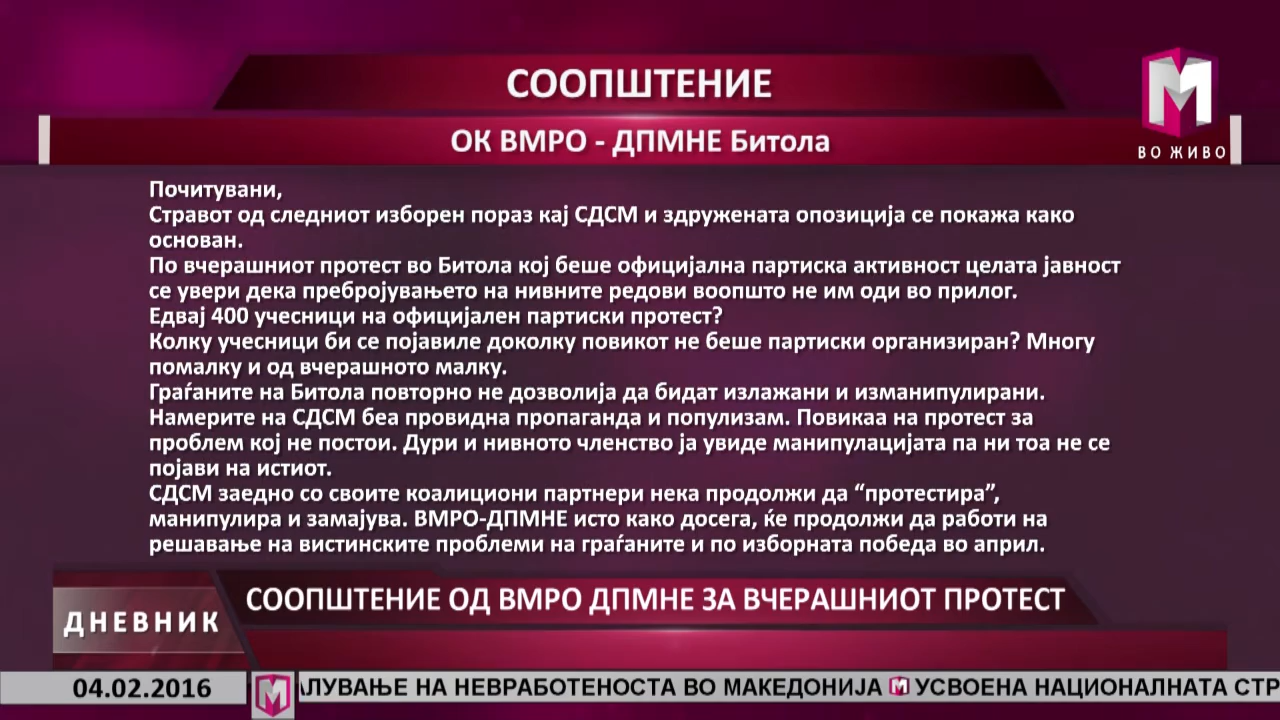 СООПШТЕНИЕ
ОК ВМРО - ДПМНЕ Битола
ВО ЖИВО
Почитувани,
Стравот од следниот изборен пораз кај СДСМ и здружената опозиција се покажа како
основан.
По вчерашниот протест во Битола кој беше официјална партиска активност целата јавност
се увери дека пребројувањето на нивните редови воопшто не им оди во прилог.
Едвај 400 учесници на официјален партиски протест?
Колку учесници би се појавиле доколку повикот не беше партиски организиран? Многу
помалку и од вчерашното малку.
Граѓаните на Битола повторно не дозволија да бидат излажани и изманипулирани.
Намерите на СДСМ беа провидна пропаганда и популизам. Повикаа на протест за
проблем кој не постои. Дури и нивното членство ја увиде манипулацијата па ни тоа не се
појави на истиот.
СДСМ заедно со своите коалициони партнери нека продолжи да “протестира”,
манипулира и замајува. ВМРО-ДПМНЕ исто како досега, ќе продолжи да работи на
решавање на вистинските проблеми на граѓаните и по изборната победа во април.
ДНЕВНИК
СООПШТЕНИЕ ОД ВМРО ДПМНЕ ЗА ВЧЕРАШНИОТ ПРОТЕСТ
04.02.2016
АЛУВАЊЕ НА НЕВРАБОТЕНОСТА ВО МАКЕДОНИЈА М УСВОЕНА НАЦИОНАЛНАТА СТР